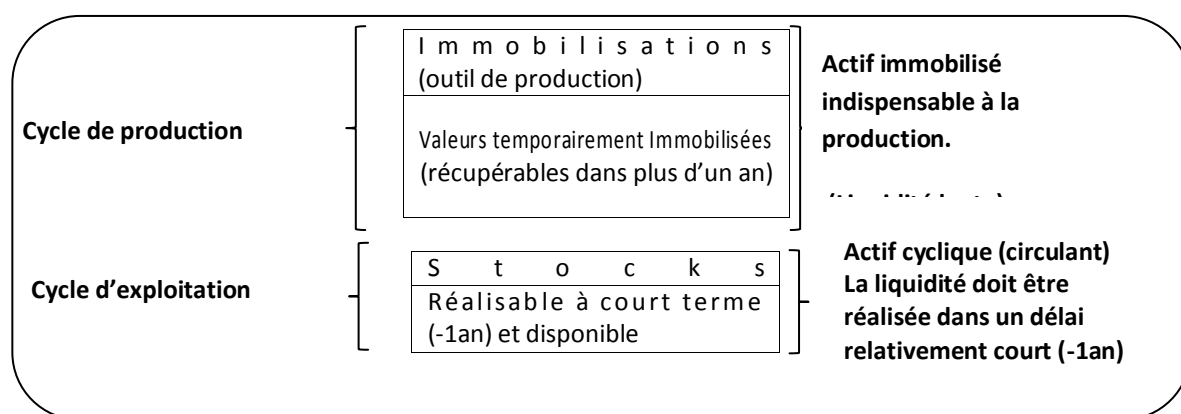 Immobilisations
(outil de production)
Actif immobilisé
indispensable à la
production.
Cycle de production
Valeurs temporairement Immobilisées
(récupérables dans plus d’un an)
Stocks
Réalisable à court terme
(-1an) et disponible
Cycle d’exploitation
Actif cyclique (circulant)
La liquidité doit être
réalisée dans un délai
relativement court (-1an)